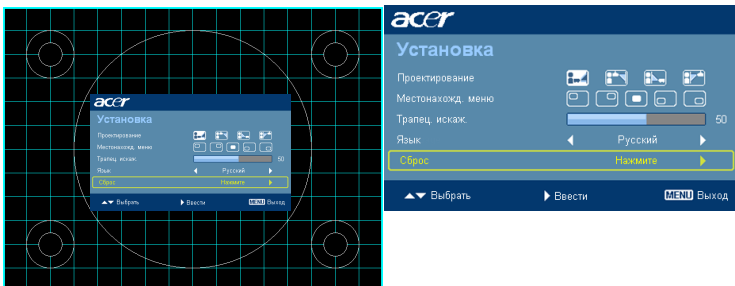 acer
Установка
Проектирование
Местонахожд. меню
Трапец. искаж. 50
Язык Русский
Сброс Нажмите
Выбрать Ввести MENU Выход
acer
Установка
Проектирование
Местонахожд. меню
Трапец. искаж. 50
Язык Русский
Сброс Нажмите
Выбрать Ввести MENU Выход